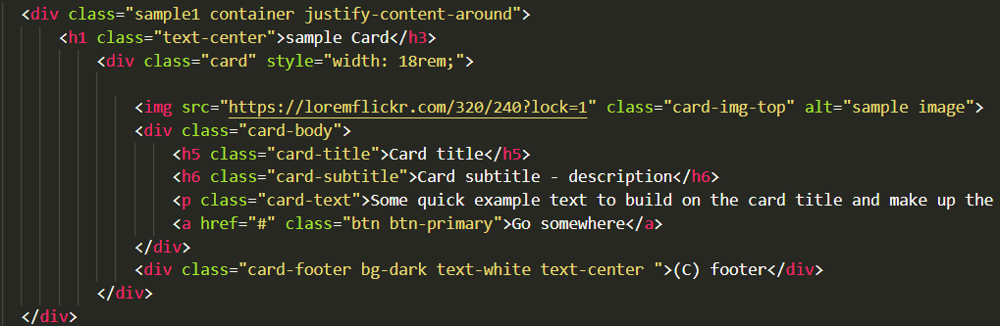 <div class="sample1 container justify-content-around">
<h1 class="text-center">sample Card</h3>
<div class="card" style="width: 18rem;">
<img src="https://loremflickr.com/320/240?lock=1" class="card-img-top" alt="sample image">
<div class="card-body">
<h5 class="card-title">Card title</h5>
<h6 class="card-subtitle">Card subtitle - description</h6>
<p class="card-text">Some quick example text to build on the card title and make up the
<a href="#" class="btn btn-primary">Go somewhere</a>
</div>
<div class="card-footer bg-dark text-white text-center ">(C) footer</div>
</div>
</div>